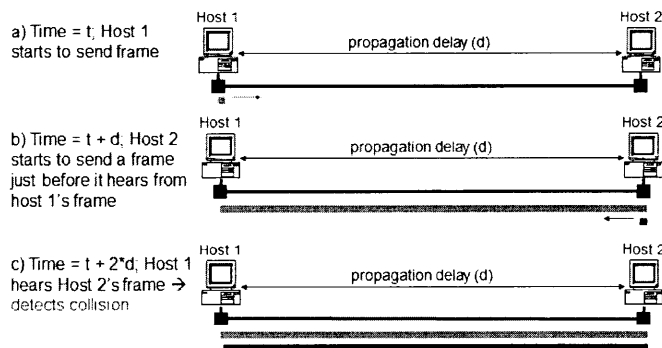 Host 1
Host 2
a) Time = t; Host 1
starts to send frame
propagation delay (d)
Host 1
Host 2
b) Time = t + d; Host 2
starts to send a frame
just before it hears from
host 1's frame
propagation delay (d)
Host 1
Host 2
c) Time = t + 2*d; Host 1
hears Host 2's frame →
detects collision
propagation delay (d)